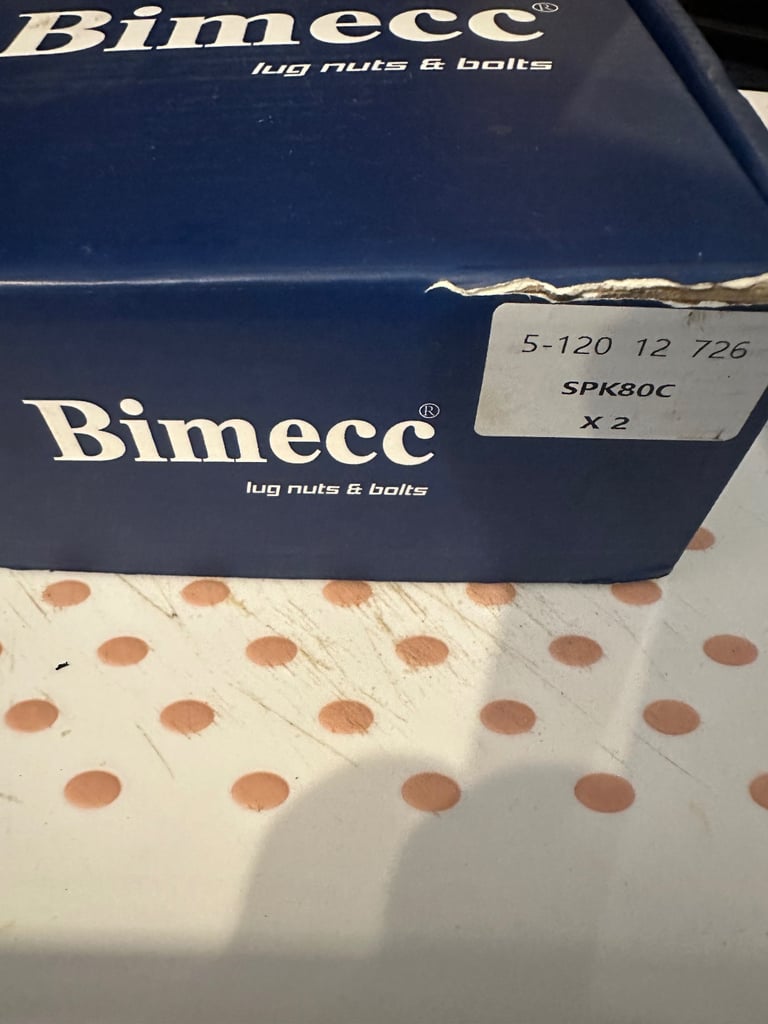 Bimecc®
lug nuts & bolts
5-120 12 726
SPK80C
X 2
Bimecc®
lug nuts & bolts